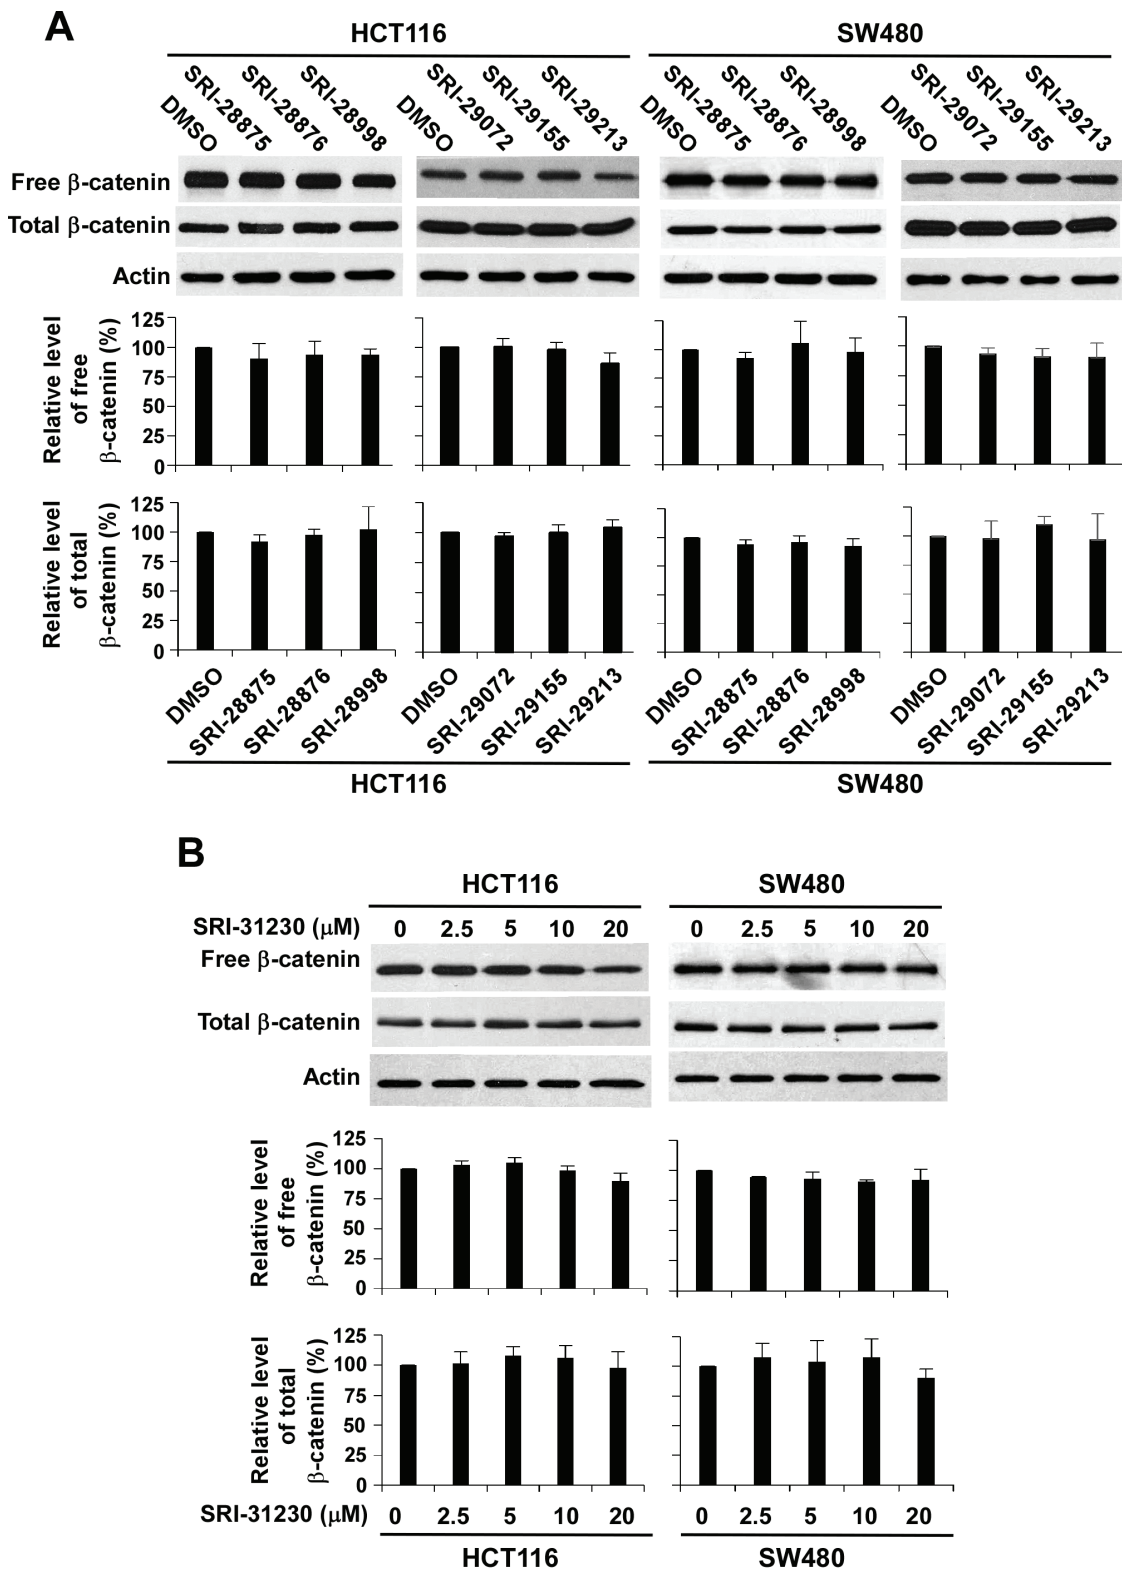 A
HCT116 SW480
DMSO SRI-28875 SRI-28876 SRI-28998 DMSO SRI-29072 SRI-29155 SRI-29213 DMSO SRI-28875 SRI-28876 SRI-28998 DMSO SRI-29072 SRI-29155 SRI-29213
Free β-catenin
Total β-catenin
Actin
Relative level
of free
β-catenin (%)
125
100
75
50
25
0
Relative level
of total
β-catenin (%)
125
100
75
50
25
0
DMSO SRI-28875 SRI-28876 SRI-28998 DMSO SRI-29072 SRI-29155 SRI-29213 DMSO SRI-28875 SRI-28876 SRI-28998 DMSO SRI-29072 SRI-29155 SRI-29213
HCT116 SW480
B
HCT116 SW480
SRI-31230 (μM) 0 2.5 5 10 20 0 2.5 5 10 20
Free β-catenin
Total β-catenin
Actin
Relative level
of free
β-catenin (%)
125
100
75
50
25
0
Relative level
of total
β-catenin (%)
125
100
75
50
25
0
SRI-31230 (μM) 0 2.5 5 10 20 0 2.5 5 10 20
HCT116 SW480